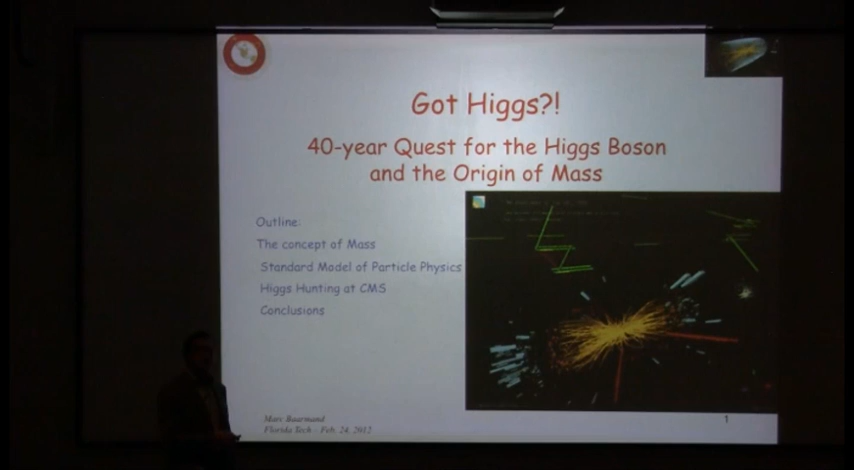 Got Higgs?!
40-year Quest for the Higgs Boson
and the Origin of Mass
Outline:
The concept of Mass
Standard Model of Particle Physics
Higgs Hunting at CMS
Conclusions
Marc Baarmand
Florida Tech - Feb. 24, 2012
1